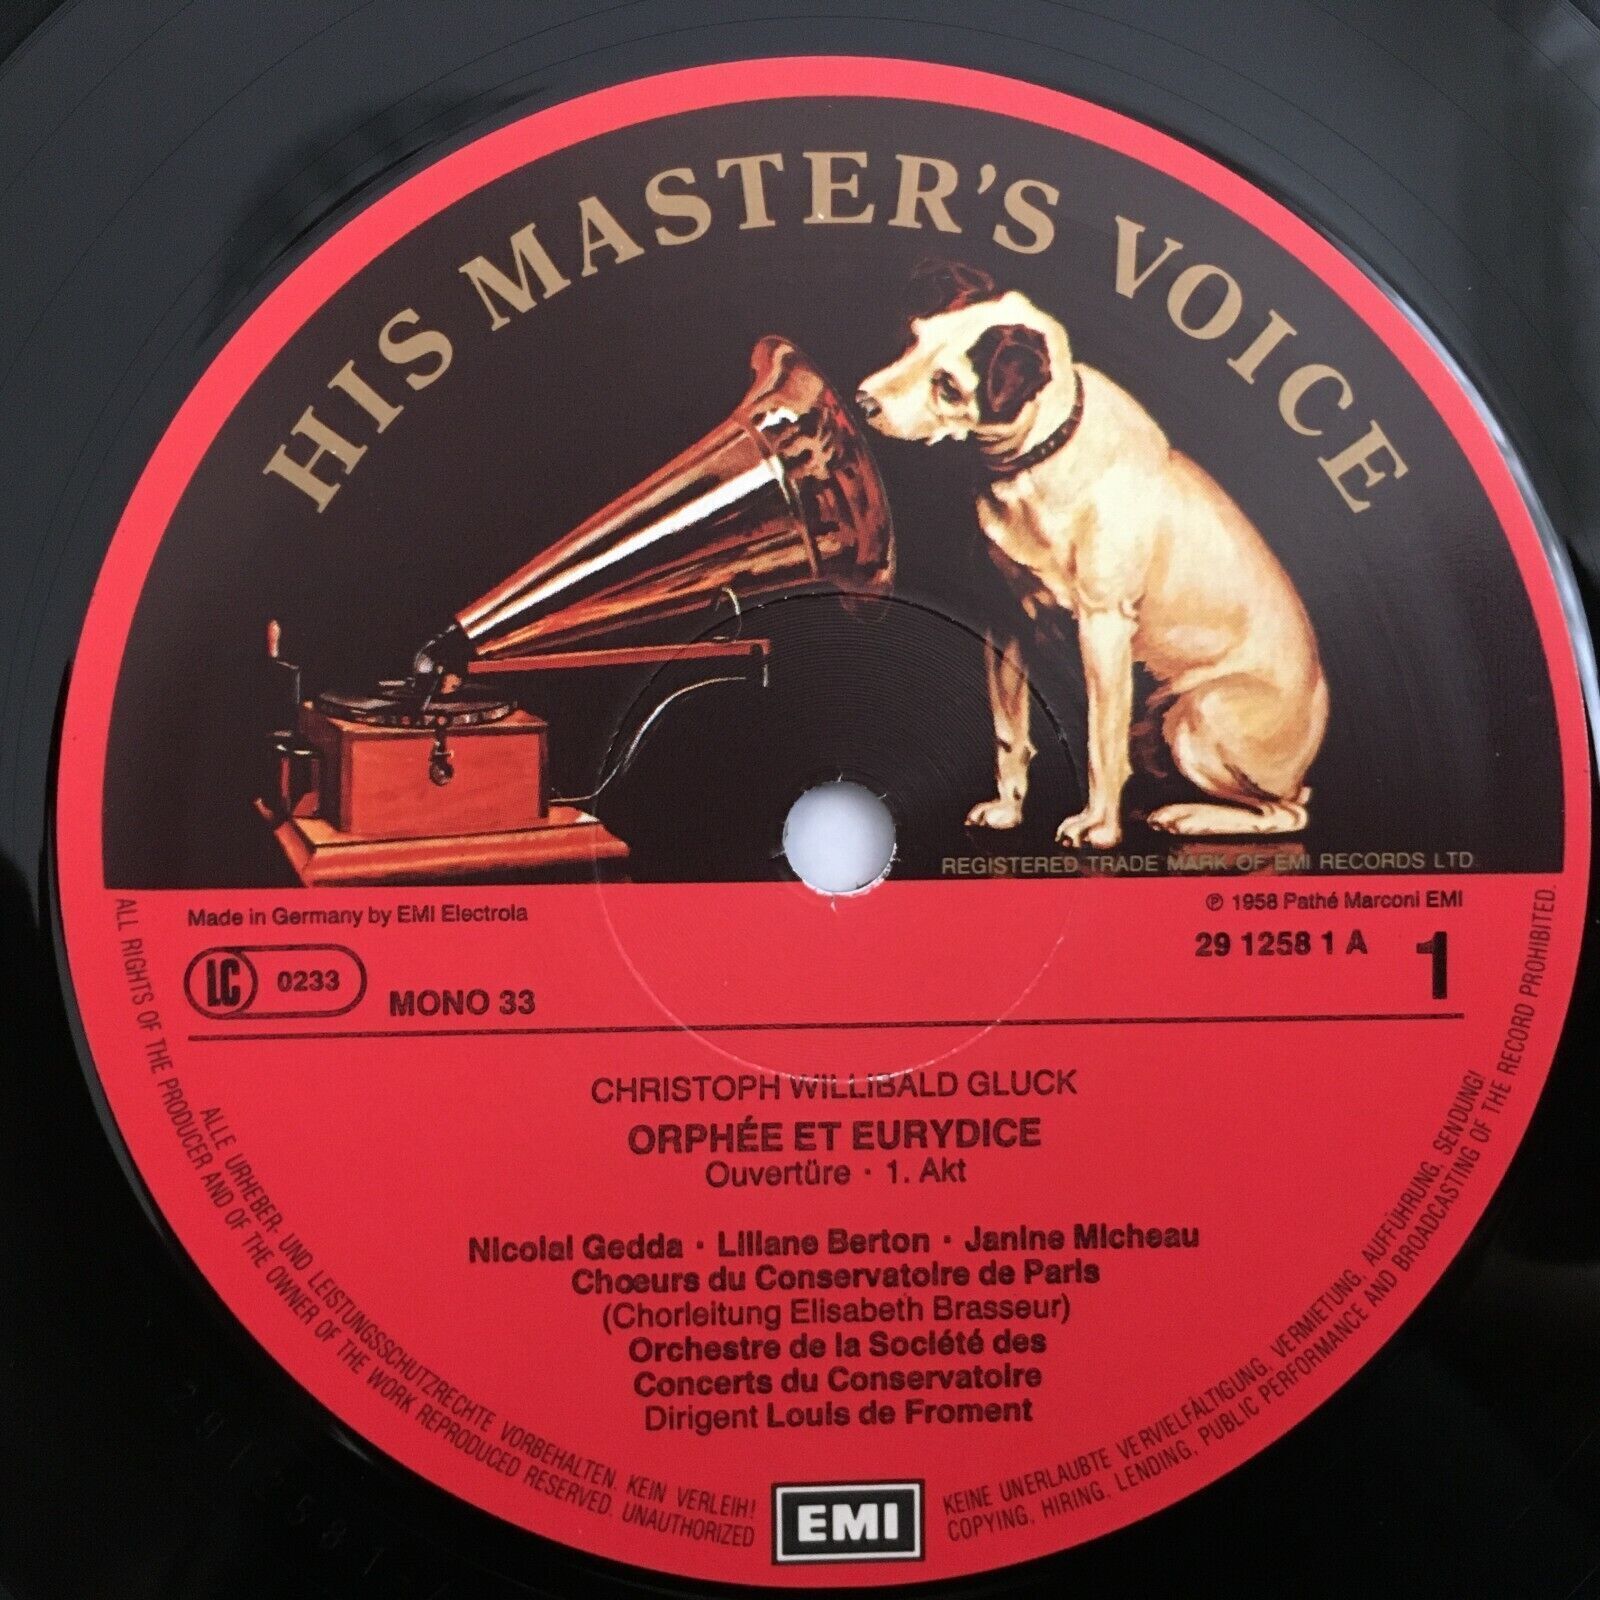 HIS MASTER'S VOICE
REGISTERED TRADE MARK OF EMI RECORDS LTD
Made in Germany by EMI Electrola
℗ 1958 Pathé Marconi EMI
LC 0233
MONO 33
29 1258 1 A
1
CHRISTOPH WILLIBALD GLUCK
ORPHÉE ET EURYDICE
Ouvertüre · 1. Akt
Nicolai Gedda · Liliane Berton · Janine Micheau
Chœurs du Conservatoire de Paris
(Chorleitung Elisabeth Brasseur)
Orchestre de la Société des
Concerts du Conservatoire
Dirigent Louis de Froment
EMI
ALLE URHEBER- UND LEISTUNGSSCHUTZRECHTE VORBEHALTEN. KEIN VERLEIH! KEINE UNERLAUBTE VERVIELFÄLTIGUNG, VERMIETUNG, AUFFÜHRUNG, SENDUNG!
ALL RIGHTS OF THE PRODUCER AND OF THE OWNER OF THE WORK REPRODUCED RESERVED. UNAUTHORIZED COPYING, HIRING, LENDING, PUBLIC PERFORMANCE AND BROADCASTING OF THE RECORD PROHIBITED.